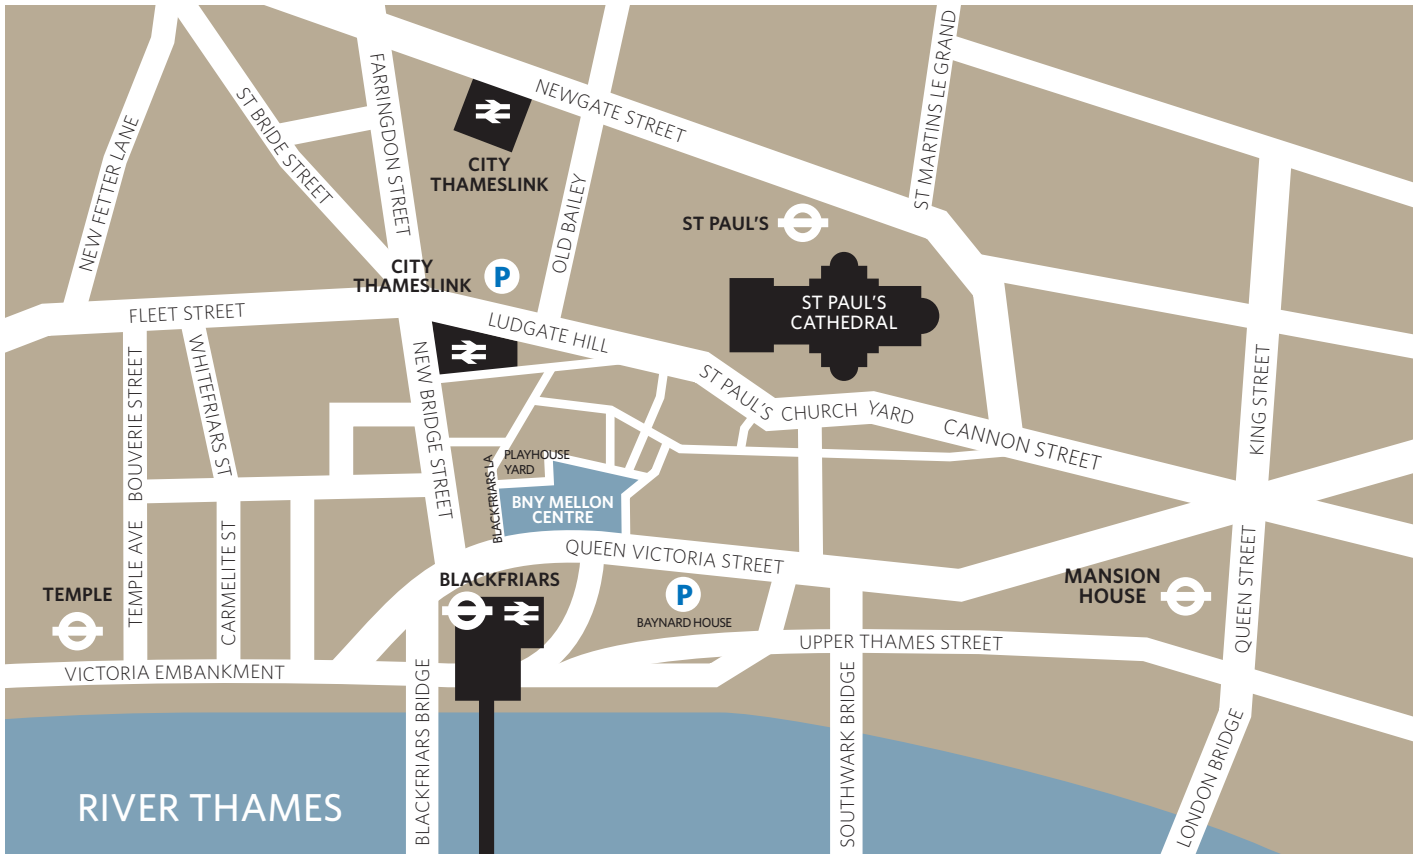 ST MARTINS LE GRAND
FARRINGDON STREET
NEWGATE STREET
ST BRIDE STREET
NEW FETTER LANE
CITY
THAMESLINK
OLD BAILEY
ST PAUL'S
CITY
THAMESLINK
P
ST PAUL'S
CATHEDRAL
FLEET STREET
LUDGATE HILL
WHITEFRIARS ST
BOUVERIE STREET
NEW BRIDGE STREET
ST PAUL'S CHURCH YARD
CANNON STREET
KING STREET
PLAYHOUSE
YARD
BLACKFRIARS LA
BNY MELLON
CENTRE
TEMPLE AVE
CARMELITE ST
QUEEN VICTORIA STREET
QUEEN STREET
BLACKFRIARS
MANSION
HOUSE
TEMPLE
P
BAYNARD HOUSE
UPPER THAMES STREET
VICTORIA EMBANKMENT
BLACKFRIARS BRIDGE
SOUTHWARK BRIDGE
LONDON BRIDGE
RIVER THAMES